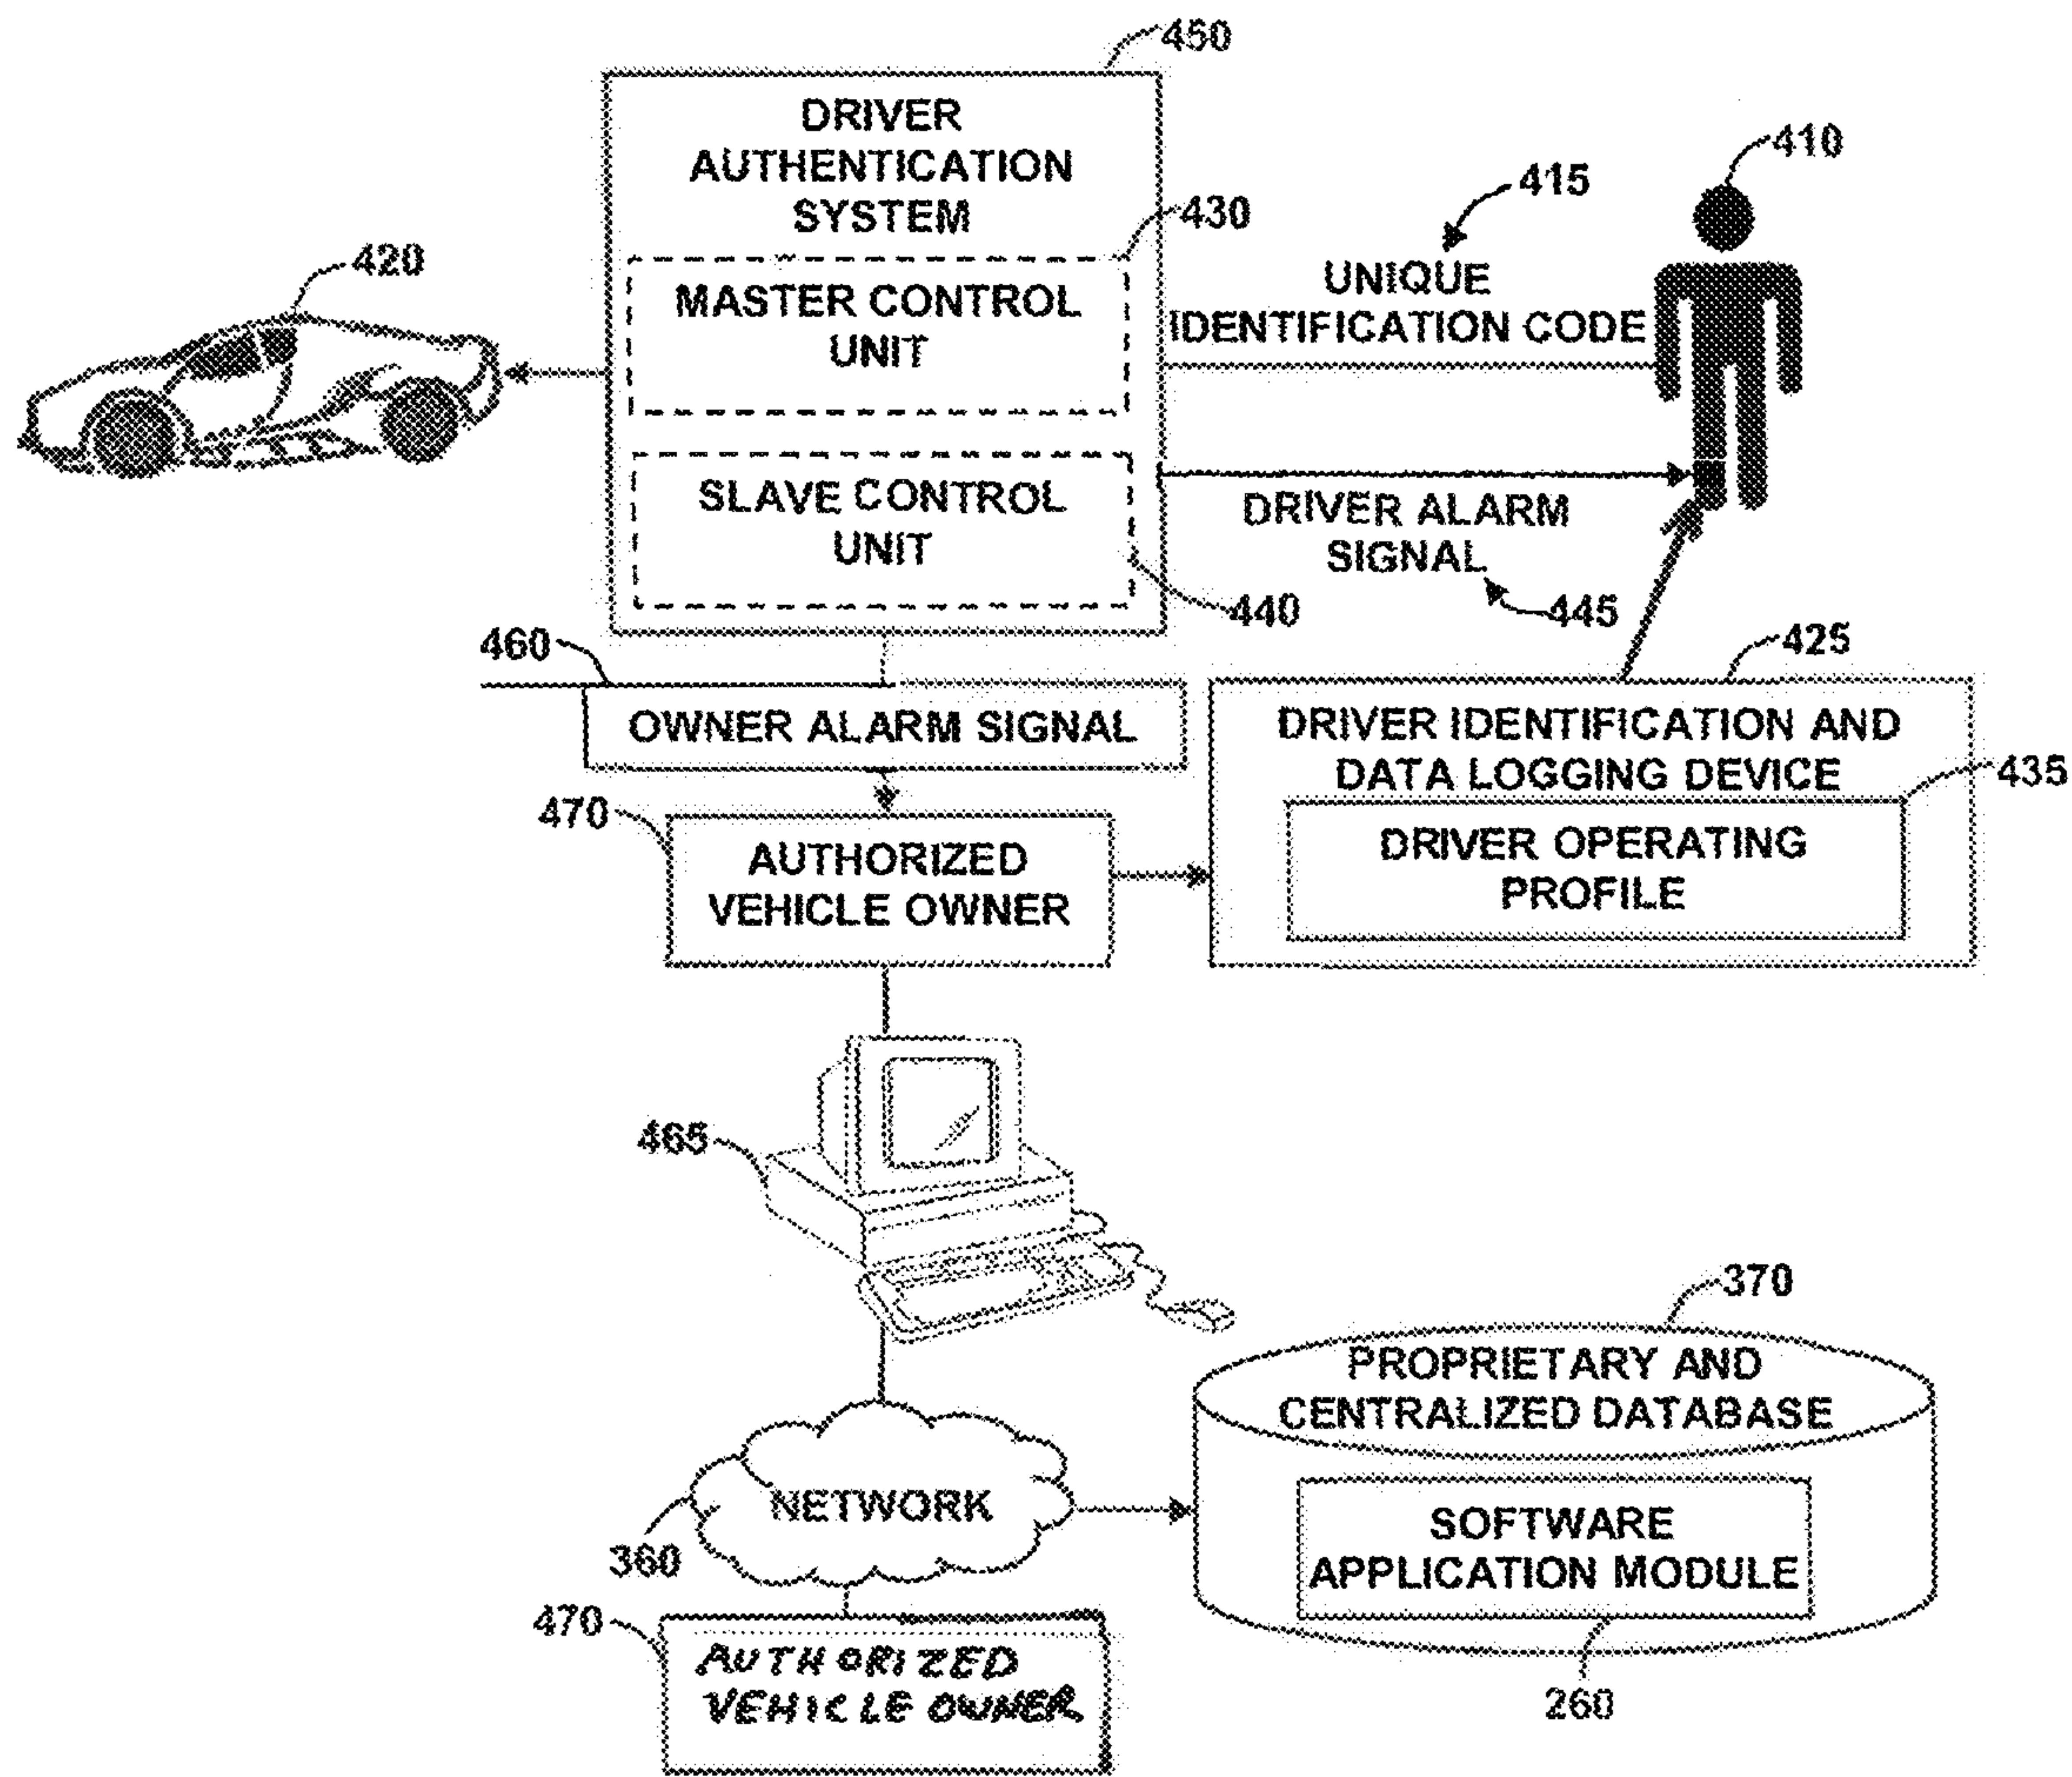 450
DRIVER
AUTHENTICATION
SYSTEM
430
MASTER CONTROL
UNIT
SLAVE CONTROL
UNIT
440
420
410
415
UNIQUE
IDENTIFICATION CODE
DRIVER ALARM
SIGNAL
445
460
OWNER ALARM SIGNAL
425
DRIVER IDENTIFICATION AND
DATA LOGGING DEVICE
435
DRIVER OPERATING
PROFILE
470
AUTHORIZED
VEHICLE OWNER
465
370
PROPRIETARY AND
CENTRALIZED DATABASE
SOFTWARE
APPLICATION MODULE
260
NETWORK
360
470
AUTHORIZED
VEHICLE OWNER